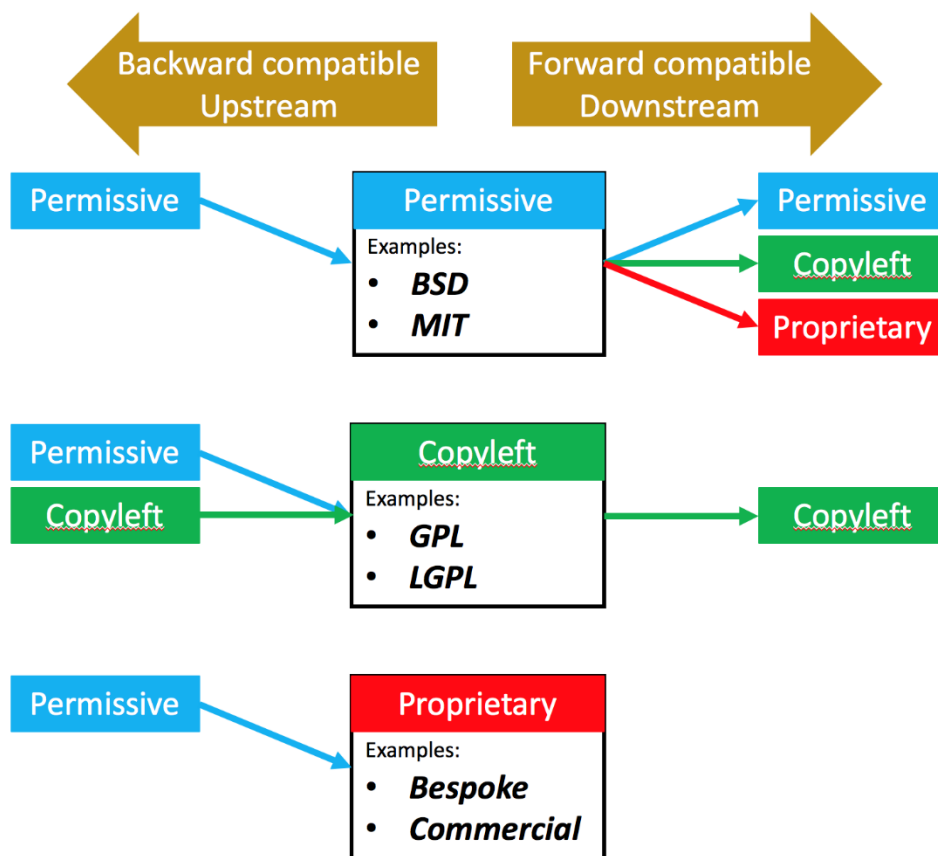 Backward compatible
Upstream
Forward compatible
Downstream
Permissive
Permissive
Examples:
• BSD
• MIT
Permissive
Copyleft
Proprietary
Permissive
Copyleft
Copyleft
Examples:
• GPL
• LGPL
Copyleft
Permissive
Proprietary
Examples:
• Bespoke
• Commercial